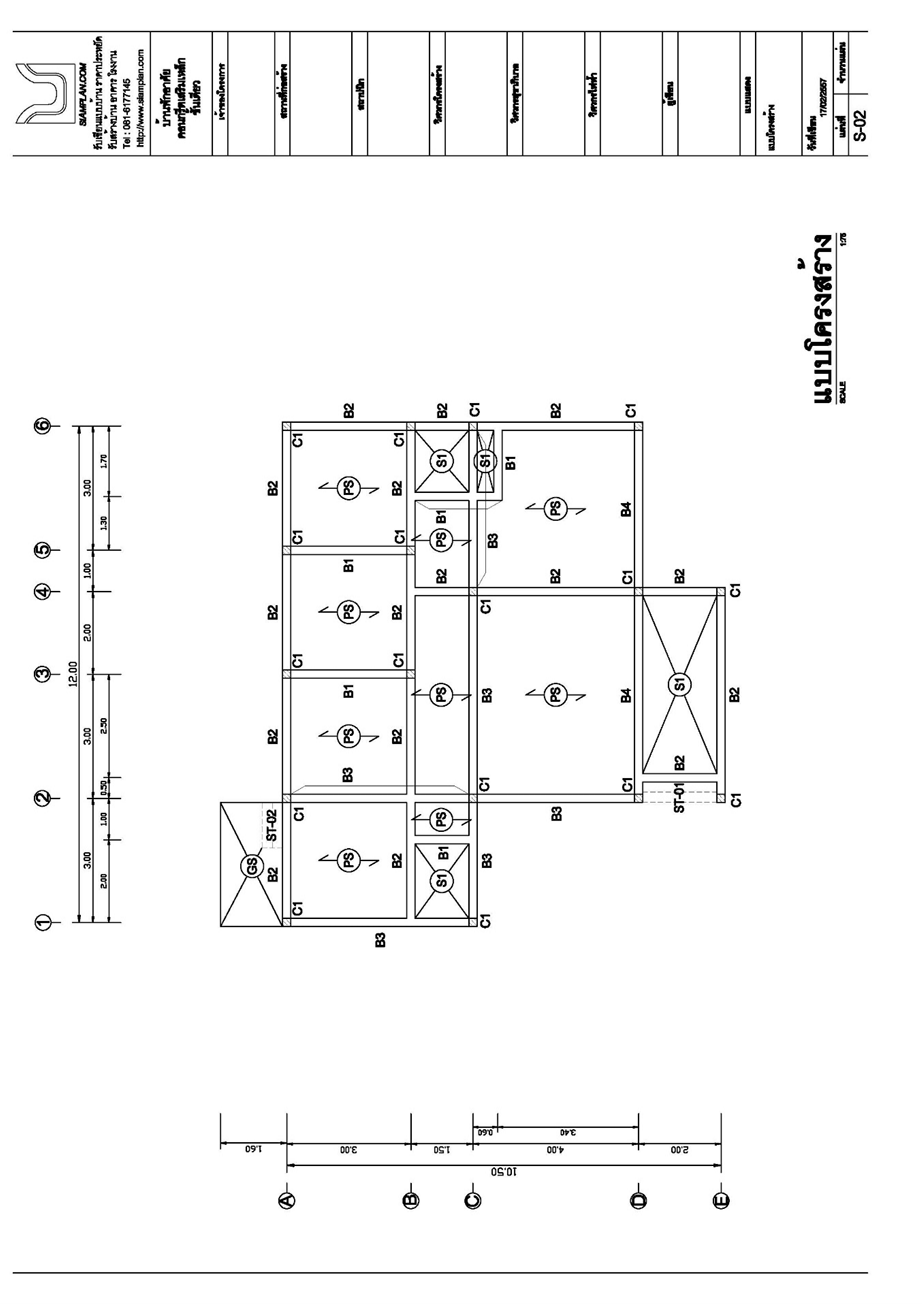 SIAMPLAN.COM
รับเขียนแบบบ้าน ราคาประหยัด
รับสร้างบ้าน อาคาร โรงงาน
Tel : 081-6177145
http://www.siamplan.com
บ้านพักอาศัย
คอนกรีตเสริมเหล็ก
ชั้นเดียว
เจ้าของโครงการ
สถานที่ก่อสร้าง
สถาปนิก
วิศวกรโครงสร้าง
วิศวกรสุขาภิบาล
วิศวกรไฟฟ้า
ผู้เขียน
แบบแสดง
แบบโครงสร้าง
วันที่เขียน
17/02/2557
แผ่นที่
จำนวนแผ่น
S-02
1 2 3 4 5 6
12.00
3.00 3.00 2.00 1.00 3.00
2.00 1.00 0.50 2.50 1.30 1.70
GS ST-02
B2 B2 B2 B2 B2
C1 C1 C1 C1 C1 C1
B3 PS B3 PS B1 PS B1 PS B2
B2 B2 B2 B2
C1 C1 C1
S1 B1 PS PS B2 PS B1 S1 B2
C1 B3 C1 B3 C1 B3 S1 C1
B1
B3 PS B2 PS B2
B4 B4
C1 C1 C1
ST-01 B2 S1 B2
C1 B2 C1
A B C D E
10.50
1.60 3.00 1.50 4.00 2.00
0.60 3.40
แบบโครงสร้าง
SCALE 1:75